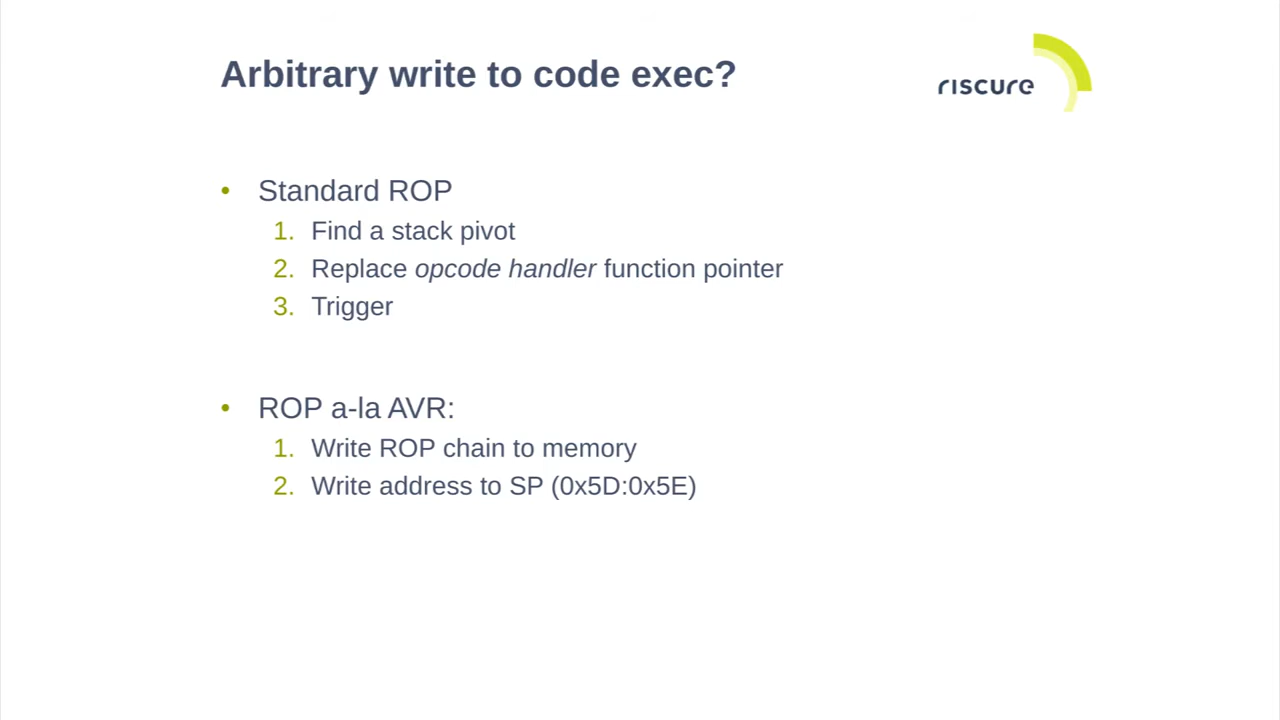 Arbitrary write to code exec?
riscure
• Standard ROP
1. Find a stack pivot
2. Replace opcode handler function pointer
3. Trigger
• ROP a-la AVR:
1. Write ROP chain to memory
2. Write address to SP (0x5D:0x5E)